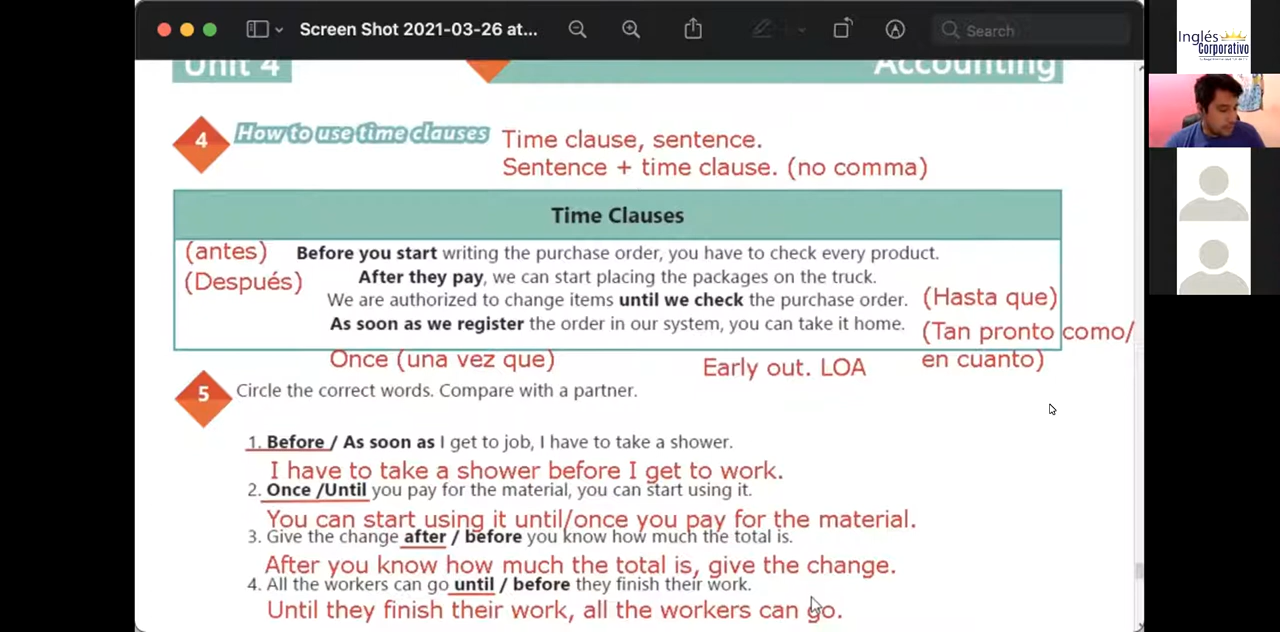 Screen Shot 2021-03-26 at...
Search
Inglés
Corporativo
Unit 4
Accounting
4
How to use time clauses
Time clause, sentence.
Sentence + time clause. (no comma)
Time Clauses
(antes)
Before you start writing the purchase order, you have to check every product.
(Después)
After they pay, we can start placing the packages on the truck.
We are authorized to change items until we check the purchase order.
(Hasta que)
As soon as we register the order in our system, you can take it home.
(Tan pronto como/
en cuanto)
Once (una vez que)
Early out. LOA
5
Circle the correct words. Compare with a partner.
1. Before / As soon as I get to job, I have to take a shower.
I have to take a shower before I get to work.
2. Once /Until you pay for the material, you can start using it.
You can start using it until/once you pay for the material.
3. Give the change after / before you know how much the total is.
After you know how much the total is, give the change.
4. All the workers can go until / before they finish their work.
Until they finish their work, all the workers can go.